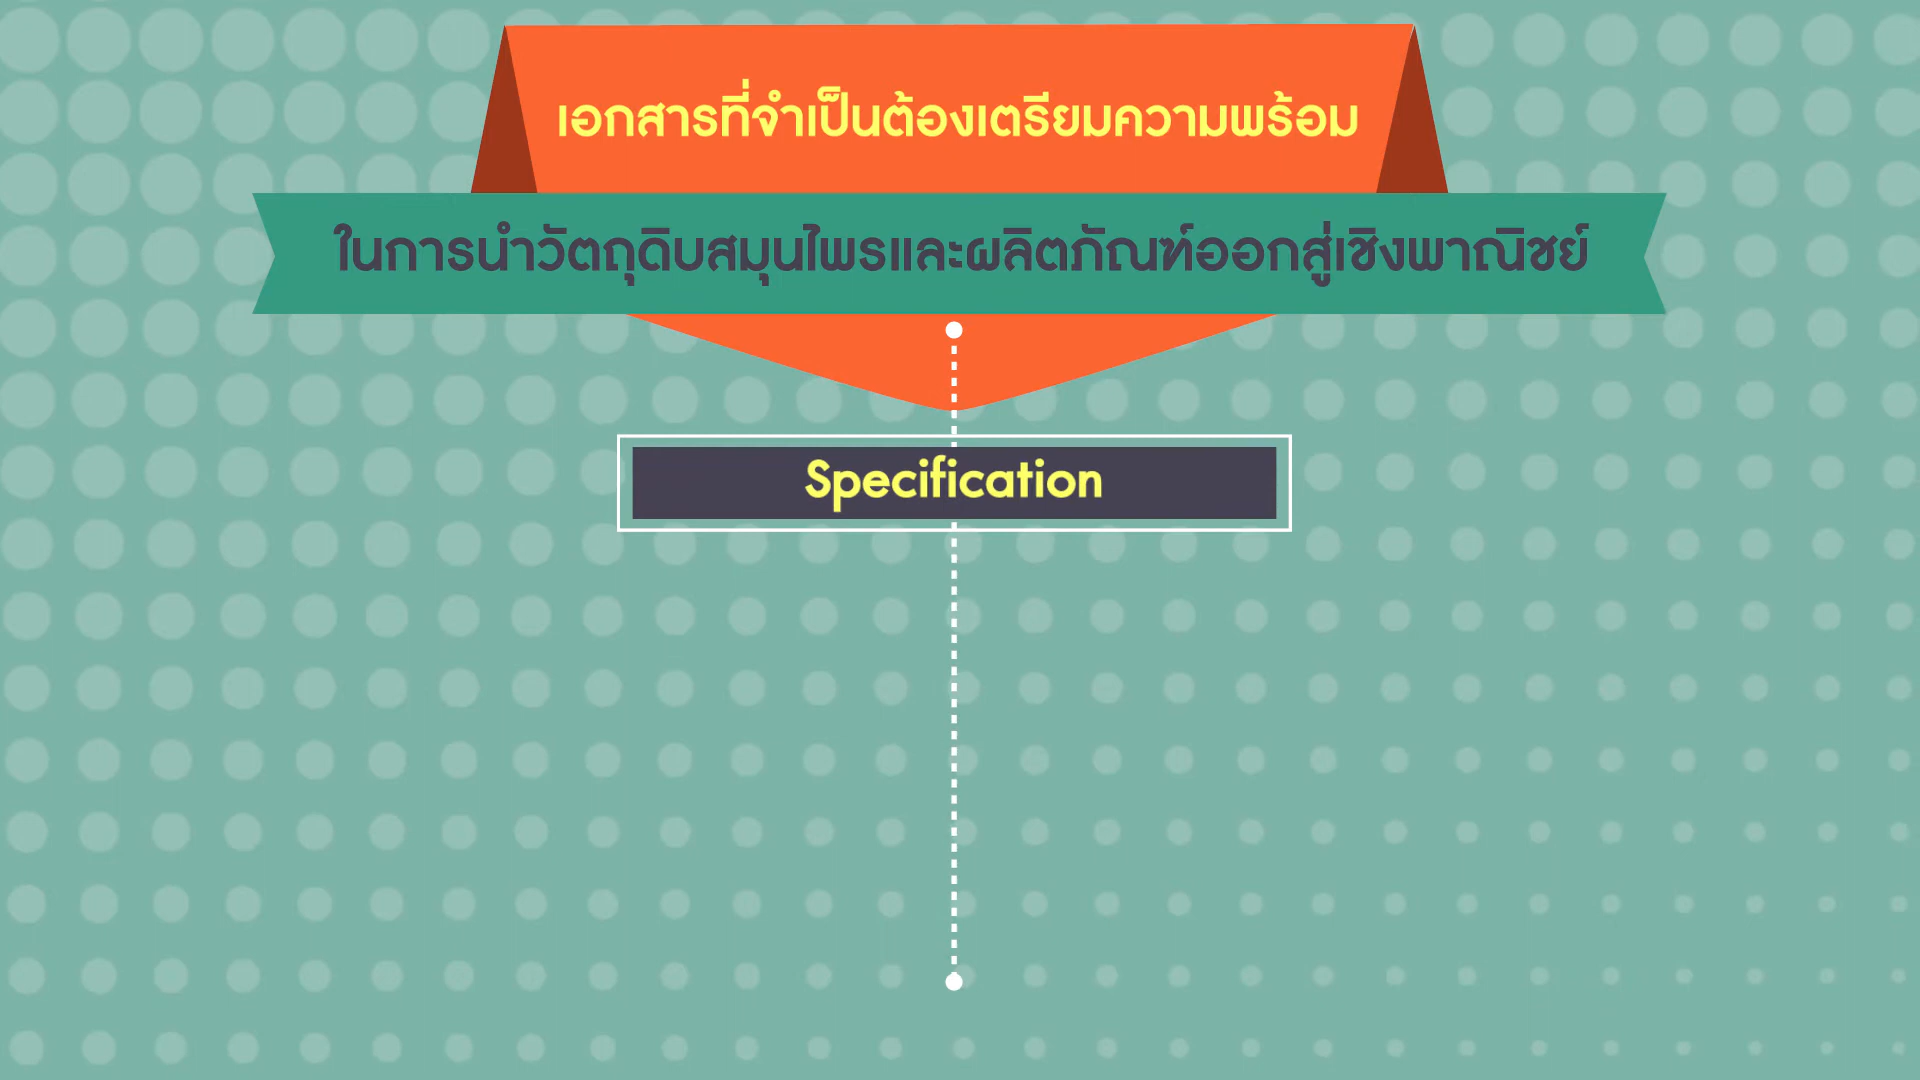 เอกสารที่จำเป็นต้องเตรียมความพร้อม
ในการนำวัตถุดิบสมุนไพรและผลิตภัณฑ์ออกสู่เชิงพาณิชย์
Specification